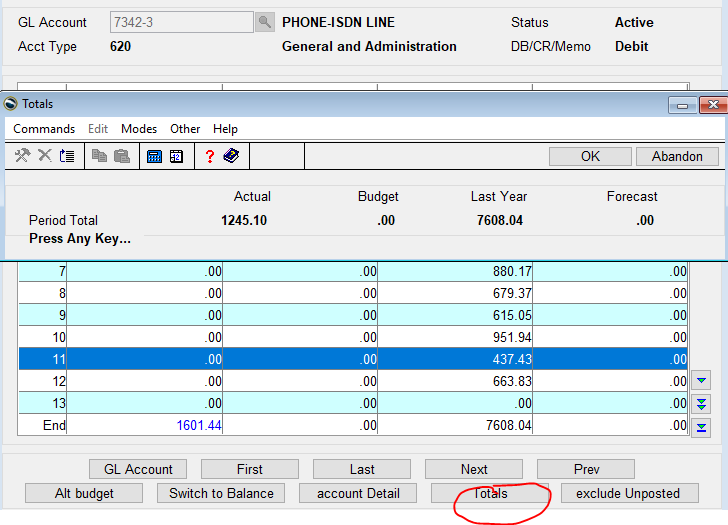 GL Account 7342-3 PHONE-ISDN LINE Status Active
Acct Type 620 General and Administration DB/CR/Memo Debit
Totals
Commands Edit Modes Other Help
OK Abandon
Actual Budget Last Year Forecast
Period Total 1245.10 .00 7608.04 .00
Press Any Key...
7 .00 .00 880.17 .00
8 .00 .00 679.37 .00
9 .00 .00 615.05 .00
10 .00 .00 951.94 .00
11 .00 .00 437.43 .00
12 .00 .00 663.83 .00
13 .00 .00 .00 .00
End 1601.44 .00 7608.04 .00
GL Account First Last Next Prev
Alt budget Switch to Balance account Detail Totals exclude Unposted